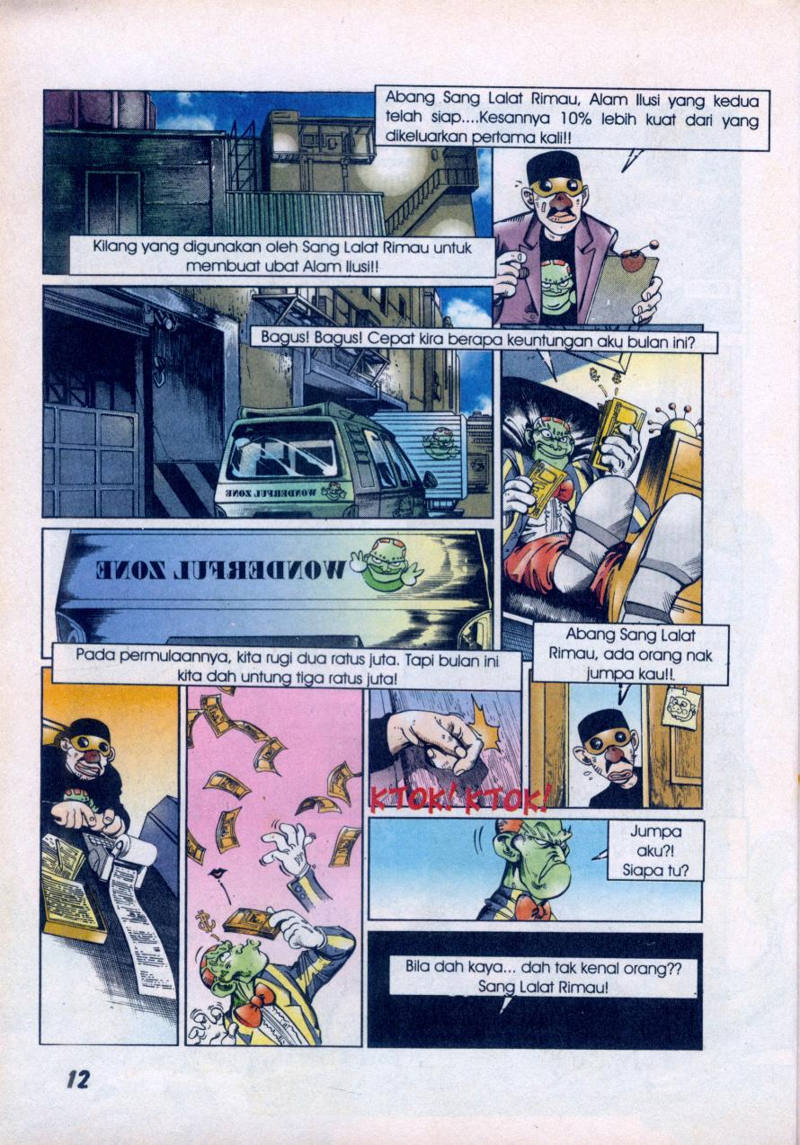 Abang Sang Lalat Rimau, Alam Ilusi yang kedua
telah siap....Kesannya 10% lebih kuat dari yang
dikeluarkan pertama kali!!
Kilang yang digunakan oleh Sang Lalat Rimau untuk
membuat ubat Alam Ilusi!!
Bagus! Bagus! Cepat kira berapa keuntungan aku bulan ini?
WONDERFUL ZONE
WONDERFUL ZONE
Pada permulaannya, kita rugi dua ratus juta. Tapi bulan ini
kita dah untung tiga ratus juta!
Abang Sang Lalat
Rimau, ada orang nak
jumpa kau!!.
KTOK! KTOK!
Jumpa
aku?!
Siapa tu?
Bila dah kaya... dah tak kenal orang??
Sang Lalat Rimau!
12